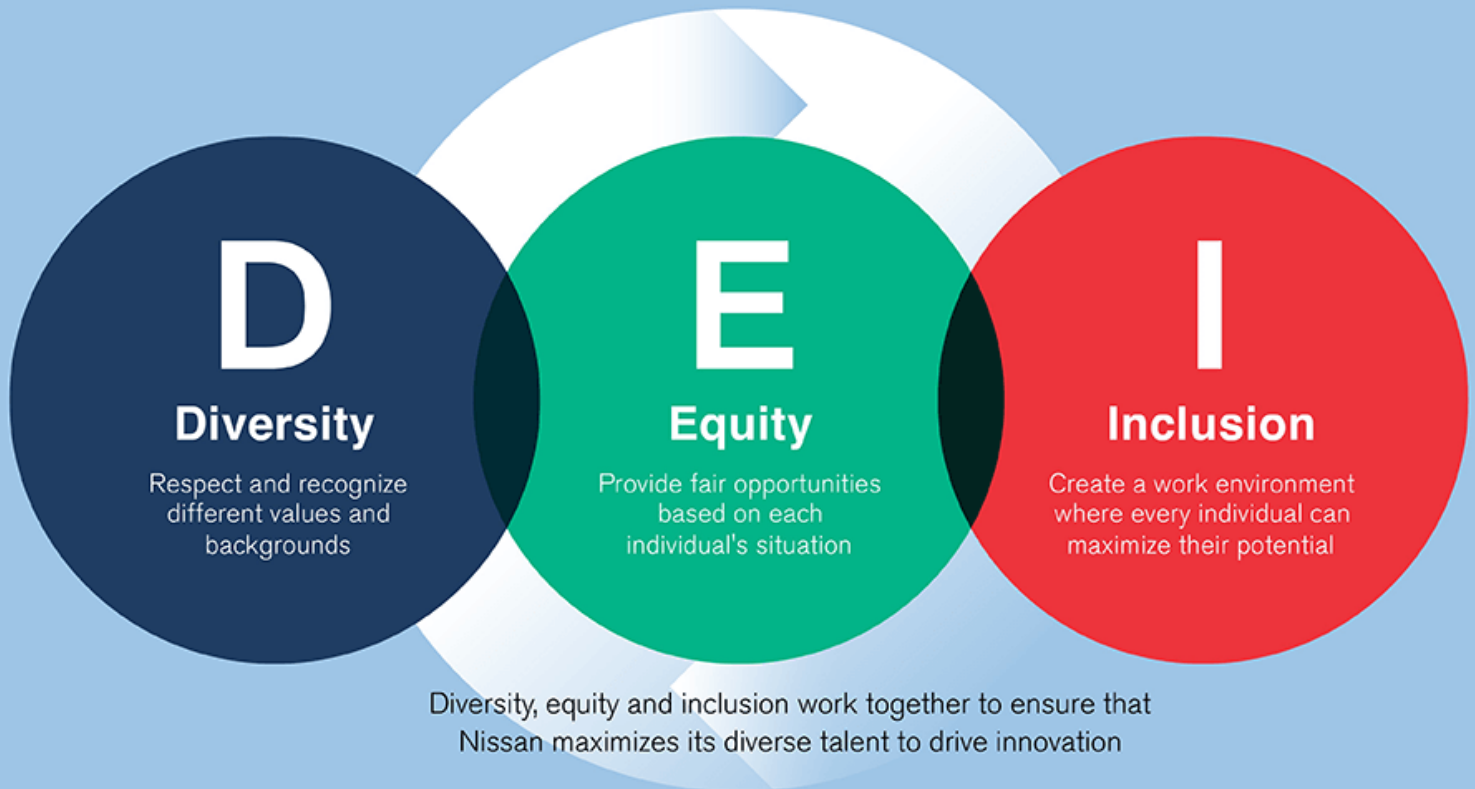 D
Diversity
Respect and recognize
different values and
backgrounds
E
Equity
Provide fair opportunities
based on each
individual's situation
I
Inclusion
Create a work environment
where every individual can
maximize their potential
Diversity, equity and inclusion work together to ensure that
Nissan maximizes its diverse talent to drive innovation